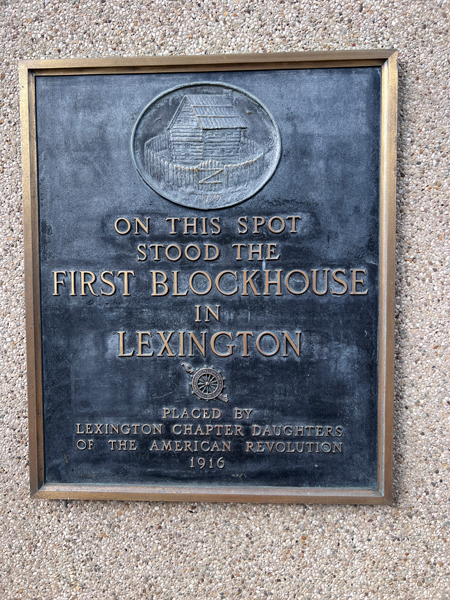 ON THIS SPOT
STOOD THE
FIRST BLOCKHOUSE
IN
LEXINGTON
PLACED BY
LEXINGTON CHAPTER DAUGHTERS
OF THE AMERICAN REVOLUTION
1916